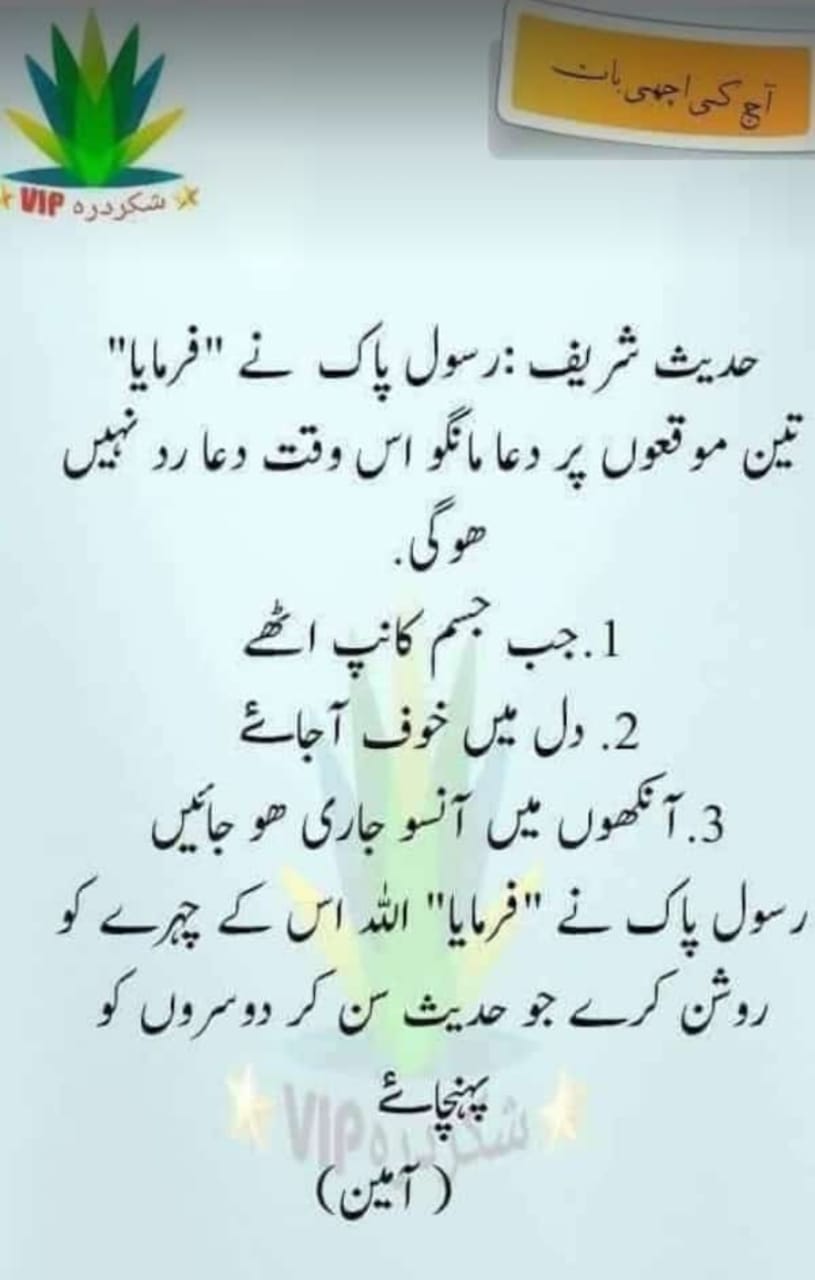 آج کی اچھی بات
شکردرہ VIP
حدیث شریف :رسول پاک نے "فرمایا"
تین موقعوں پر دعا مانگو اس وقت دعا رد نہیں
ھوگی.
1.جب جسم کانپ اٹھے
2. دل میں خوف آجائے
3.آنکھوں میں آنسو جاری ھو جائیں
رسول پاک نے "فرمایا" اللہ اس کے چہرے کو
روشن کرے جو حدیث سن کر دوسروں کو
پہنچائے
شکردرہ VIP
(آمین)